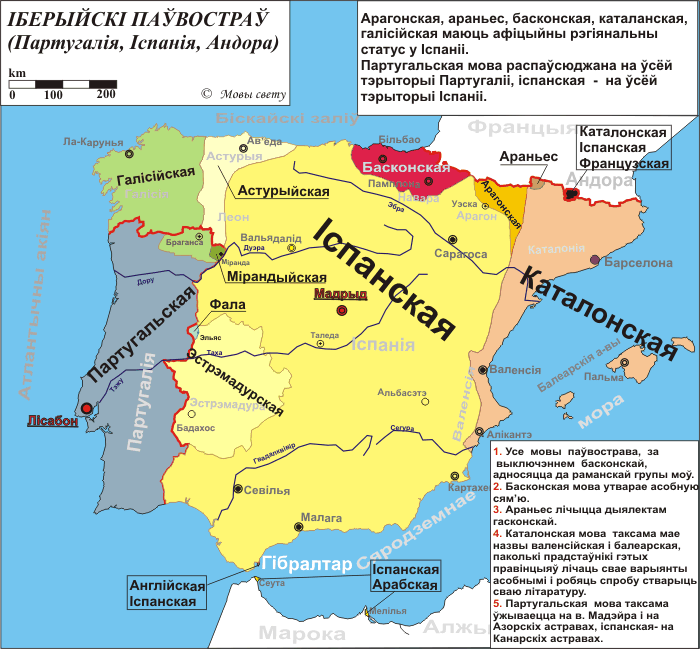 ІБЕРЫЙСКІ ПАЎВОСТРАЎ
(Партугалія, Іспанія, Андора)
km
0 100 200
© Мовы свету
Арагонская, араньес, басконская, каталанская,
галісійская маюць афіцыйны рэгіянальны
статус у Іспаніі.
Партугальская мова распаўсюджана на ўсёй
тэрыторыі Партугаліі, іспанская - на ўсёй
тэрыторыі Іспаніі.
Біскайскі заліў
Францыя
Каталонская
Іспанская
Французская
Андора
Араньес
Ла-Карунья
Ав'еда
Астурыя
Більбао
Басконская
Памплона
Навара
Галісійская
Галісія
Астурыйская
Леон
Эбра
Уэска
Арагон
Арагонская
Каталонія
Браганса
Міранда
Мірандыйская
Вальядалід
Дуэра
Іспанская
Сарагоса
Каталонская
Барселона
Атлантычны акіян
Дору
Партугальская
Фала
Мадрыд
Эльяс
Таха
Таледа
Іспанія
Балеарскія а-вы
Пальма
мора
Тэжу
Лісабон
Партугалія
Эстрэмадурская
Эстрэмадура
Бадахос
Альбасэтэ
Валенсія
Валенсія
Алікантэ
Сегура
Гвадалківір
Севілья
Картахе
Малага
Гібралтар
Сяродземнае
Англійская
Іспанская
Іспанская
Арабская
Сеута
Мелілья
Марока
Алжы
1. Усе мовы паўвострава, за
выключэннем басконскай,
адносяцца да раманскай групы моў.
2. Басконская мова утварае асобную
сям'ю.
3. Араньес лічыцца дыялектам
гасконскай.
4. Каталонская мова таксама мае
назвы валенсійская і балеарская,
паколькі прадстаўнікі гэтых
правінцыяў лічаць свае варыянты
асобнымі і робяць спробу стварыць
сваю літаратуру.
5. Партугальская мова таксама
ўжываецца на в. Мадэйра і на
Азорскіх астравах, іспанская- на
Канарскіх астравах.